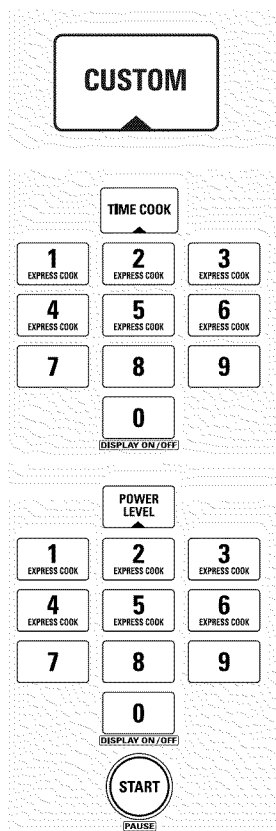 CUSTOM
TIME COOK
1 2 3
EXPRESS COOK EXPRESS COOK EXPRESS COOK
4 5 6
EXPRESS COOK EXPRESS COOK EXPRESS COOK
7 8 9
0
DISPLAY ON/OFF
POWER
LEVEL
1 2 3
EXPRESS COOK EXPRESS COOK EXPRESS COOK
4 5 6
EXPRESS COOK EXPRESS COOK EXPRESS COOK
7 8 9
0
DISPLAY ON/OFF
START
PAUSE